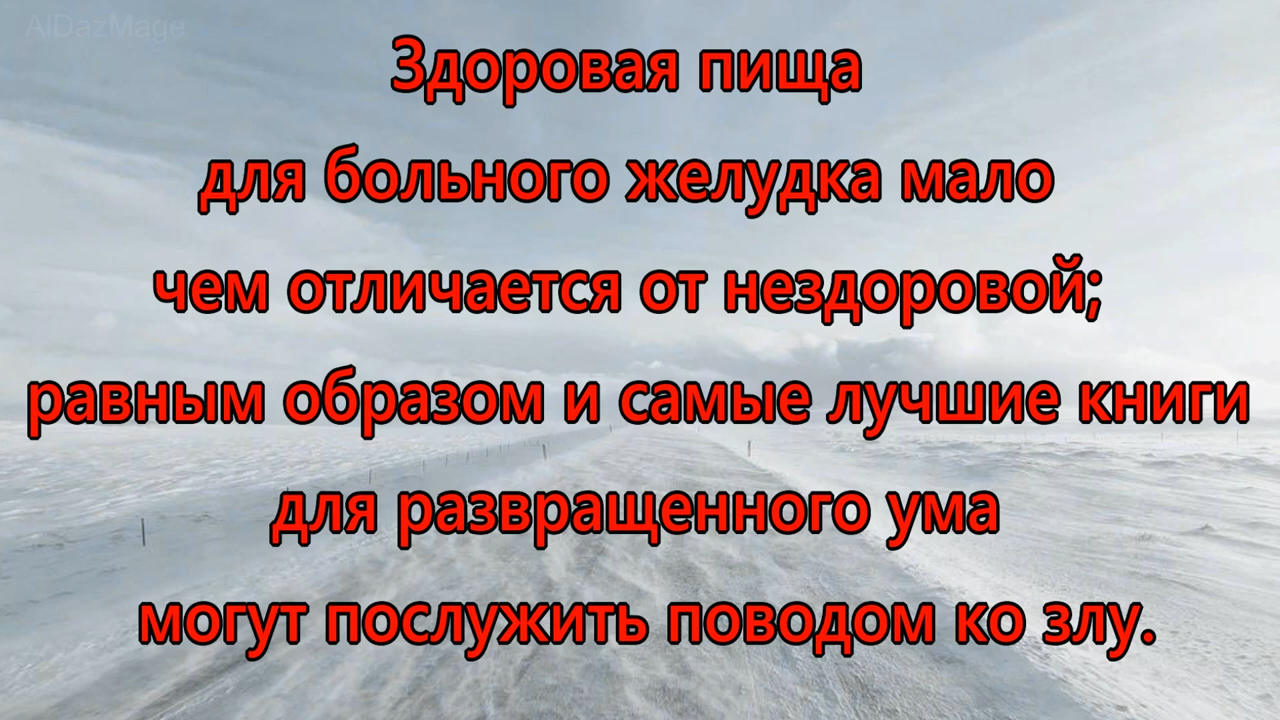 AIDazMage
Здоровая пища
для больного желудка мало
чем отличается от нездоровой;
равным образом и самые лучшие книги
для развращенного ума
могут послужить поводом ко злу.